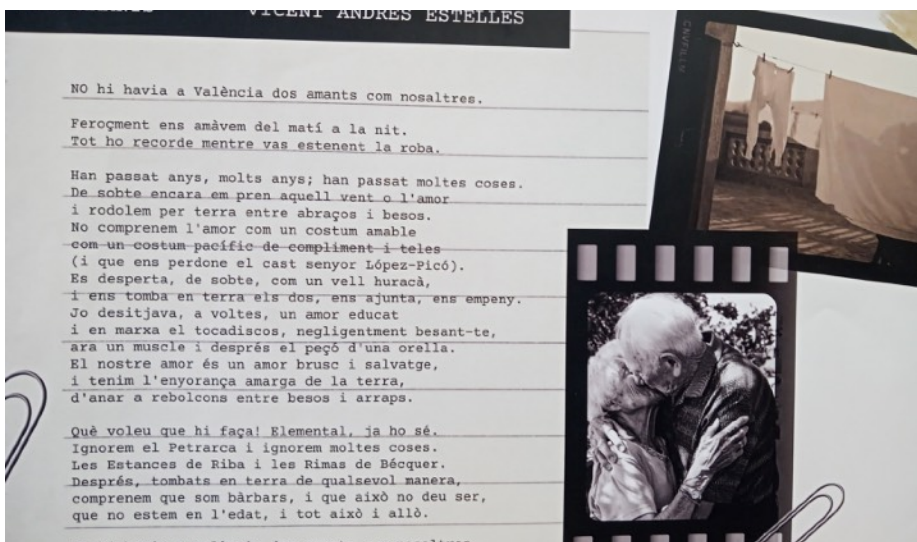 VICENT ANDRES ESTELLES
NO hi havia a València dos amants com nosaltres.
Feroçment ens amàvem del matí a la nit.
Tot ho recorde mentre vas estenent la roba.
Han passat anys, molts anys; han passat moltes coses.
De sobte encara em pren aquell vent o l'amor
i rodolem per terra entre abraços i besos.
No comprenem l'amor com un costum amable
com un costum pacífic de compliment i teles
(i que ens perdone el cast senyor López-Picó).
Es desperta, de sobte, com un vell huracà,
i ens tomba en terra els dos, ens ajunta, ens empeny.
Jo desitjava, a voltes, un amor educat
i en marxa el tocadiscos, negligentment besant-te,
ara un muscle i després el peçó d'una orella.
El nostre amor és un amor brusc i salvatge,
i tenim l'enyorança amarga de la terra,
d'anar a rebolcons entre besos i arraps.
Què voleu que hi faça! Elemental, ja ho sé.
Ignorem el Petrarca i ignorem moltes coses.
Les Estances de Riba i les Rimas de Bécquer.
Després, tombats en terra de qualsevol manera,
comprenem que som bàrbars, i que això no deu ser,
que no estem en l'edat, i tot això i allò.